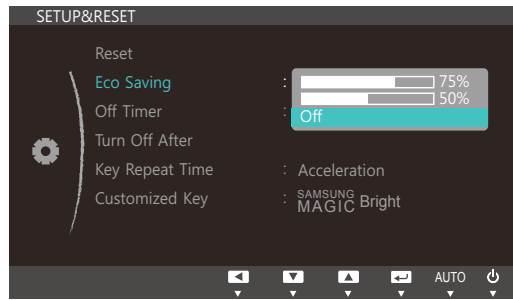 SETUP&RESET
Reset
Eco Saving :
75%
50%
Off Timer :
Off
Turn Off After
Key Repeat Time : Acceleration
Customized Key : SAMSUNG MAGIC Bright
AUTO